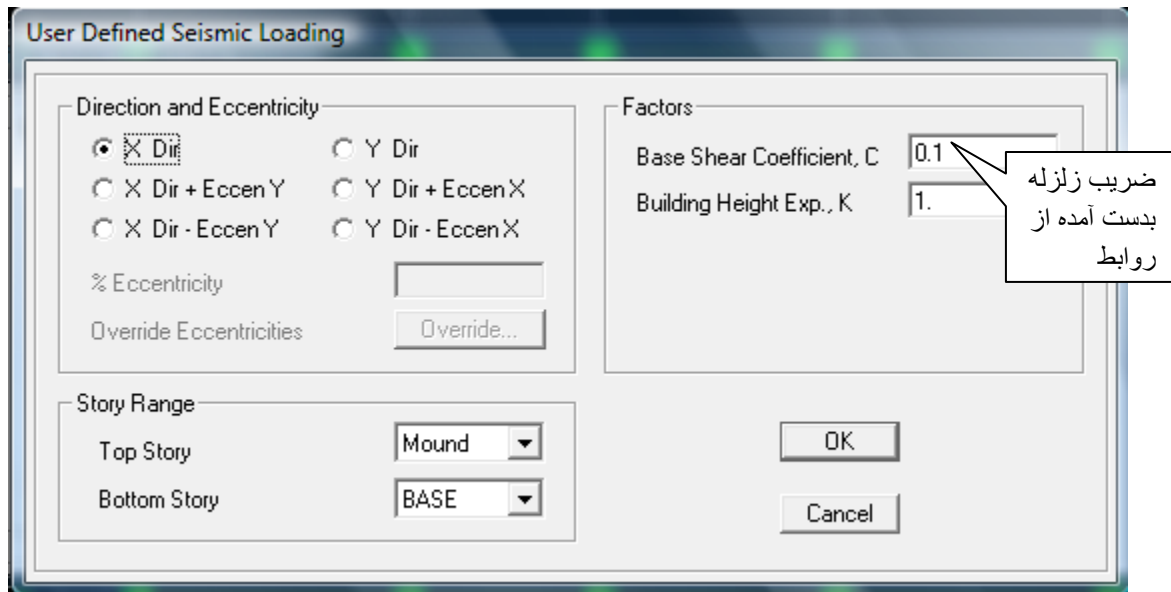 User Defined Seismic Loading
Direction and Eccentricity
X Dir
Y Dir
X Dir + Eccen Y
Y Dir + Eccen X
X Dir - Eccen Y
Y Dir - Eccen X
% Eccentricity
Override Eccentricities
Override...
Factors
Base Shear Coefficient, C
0.1
Building Height Exp., K
1.
ضریب زلزله
بدست آمده از
روابط
Story Range
Top Story
Mound
Bottom Story
BASE
OK
Cancel